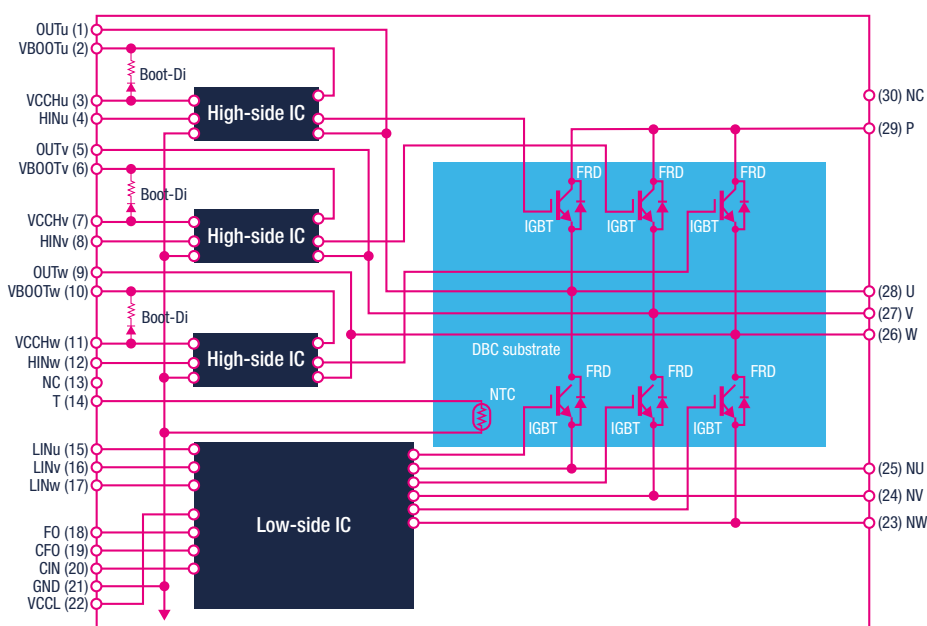 OUTu (1)
VBOOTu (2)
Boot-Di
VCCHu (3)
HINu (4)
High-side IC
OUTv (5)
VBOOTv (6)
Boot-Di
VCCHv (7)
HINv (8)
High-side IC
OUTw (9)
VBOOTw (10)
Boot-Di
VCCHw (11)
HINw (12)
High-side IC
NC (13)
T (14)
LINu (15)
LINv (16)
LINw (17)
FO (18)
CFO (19)
CIN (20)
GND (21)
VCCL (22)
Low-side IC
FRD
FRD
FRD
IGBT
IGBT
IGBT
DBC substrate
NTC
FRD
FRD
FRD
IGBT
IGBT
IGBT
(30) NC
(29) P
(28) U
(27) V
(26) W
(25) NU
(24) NV
(23) NW